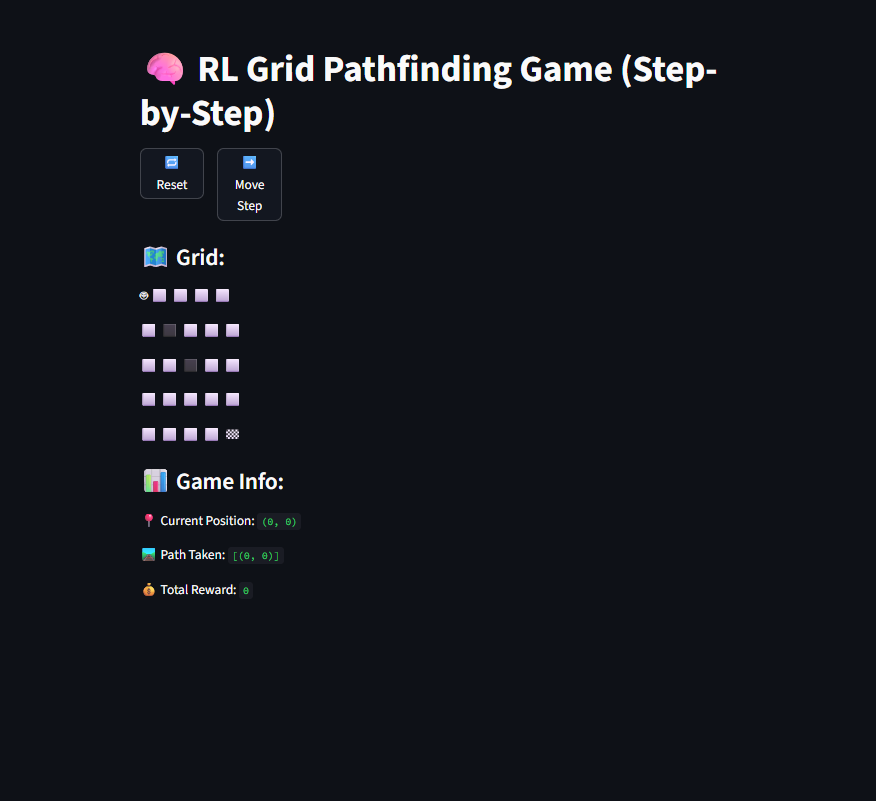 RL Grid Pathfinding Game (Step-
by-Step)
Reset
Move
Step
Grid:
Game Info:
Current Position: (0, 0)
Path Taken: [(0, 0)]
Total Reward: 0